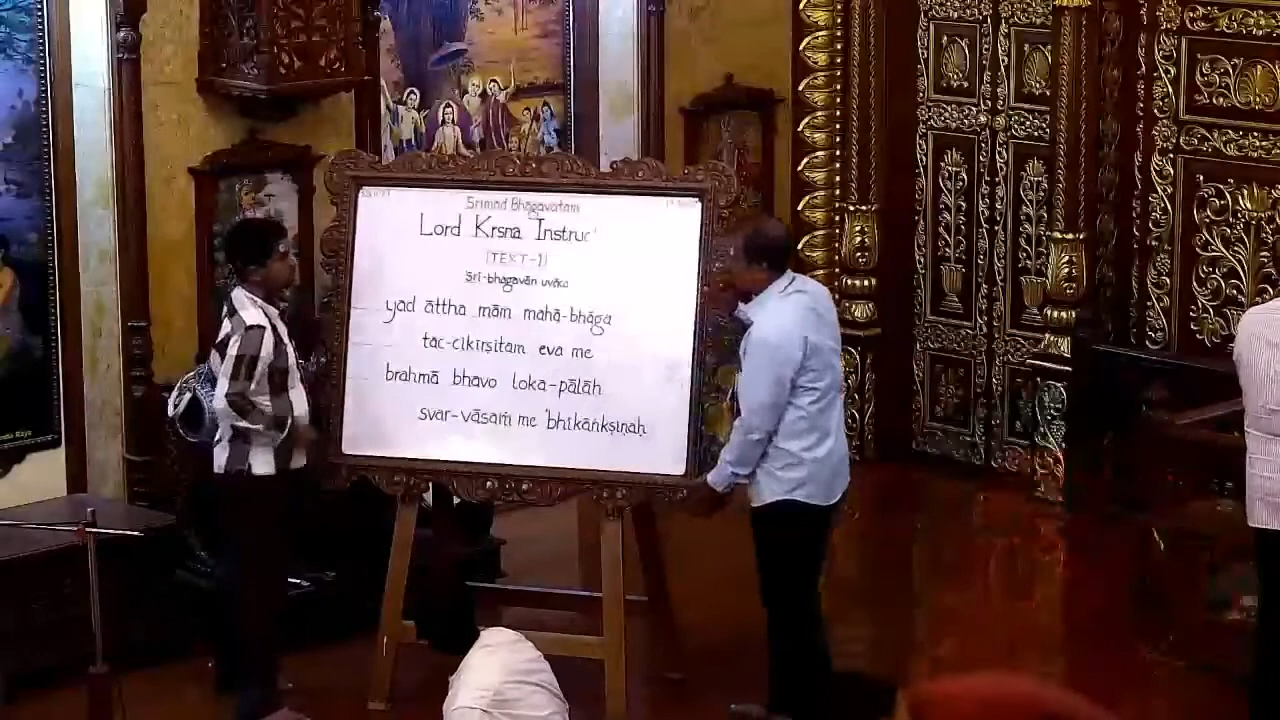 Srimad Bhāgavatam
Lord Krsna Instruc
(TEXT-1)
Śrī-bhagavān uvāca
yad āttha māṁ mahā-bhāga
tac-cikīrṣitam eva me
brahmā bhavo loka-pālāḥ
svar-vāsaṁ me 'bhikāṅkṣiṇaḥ